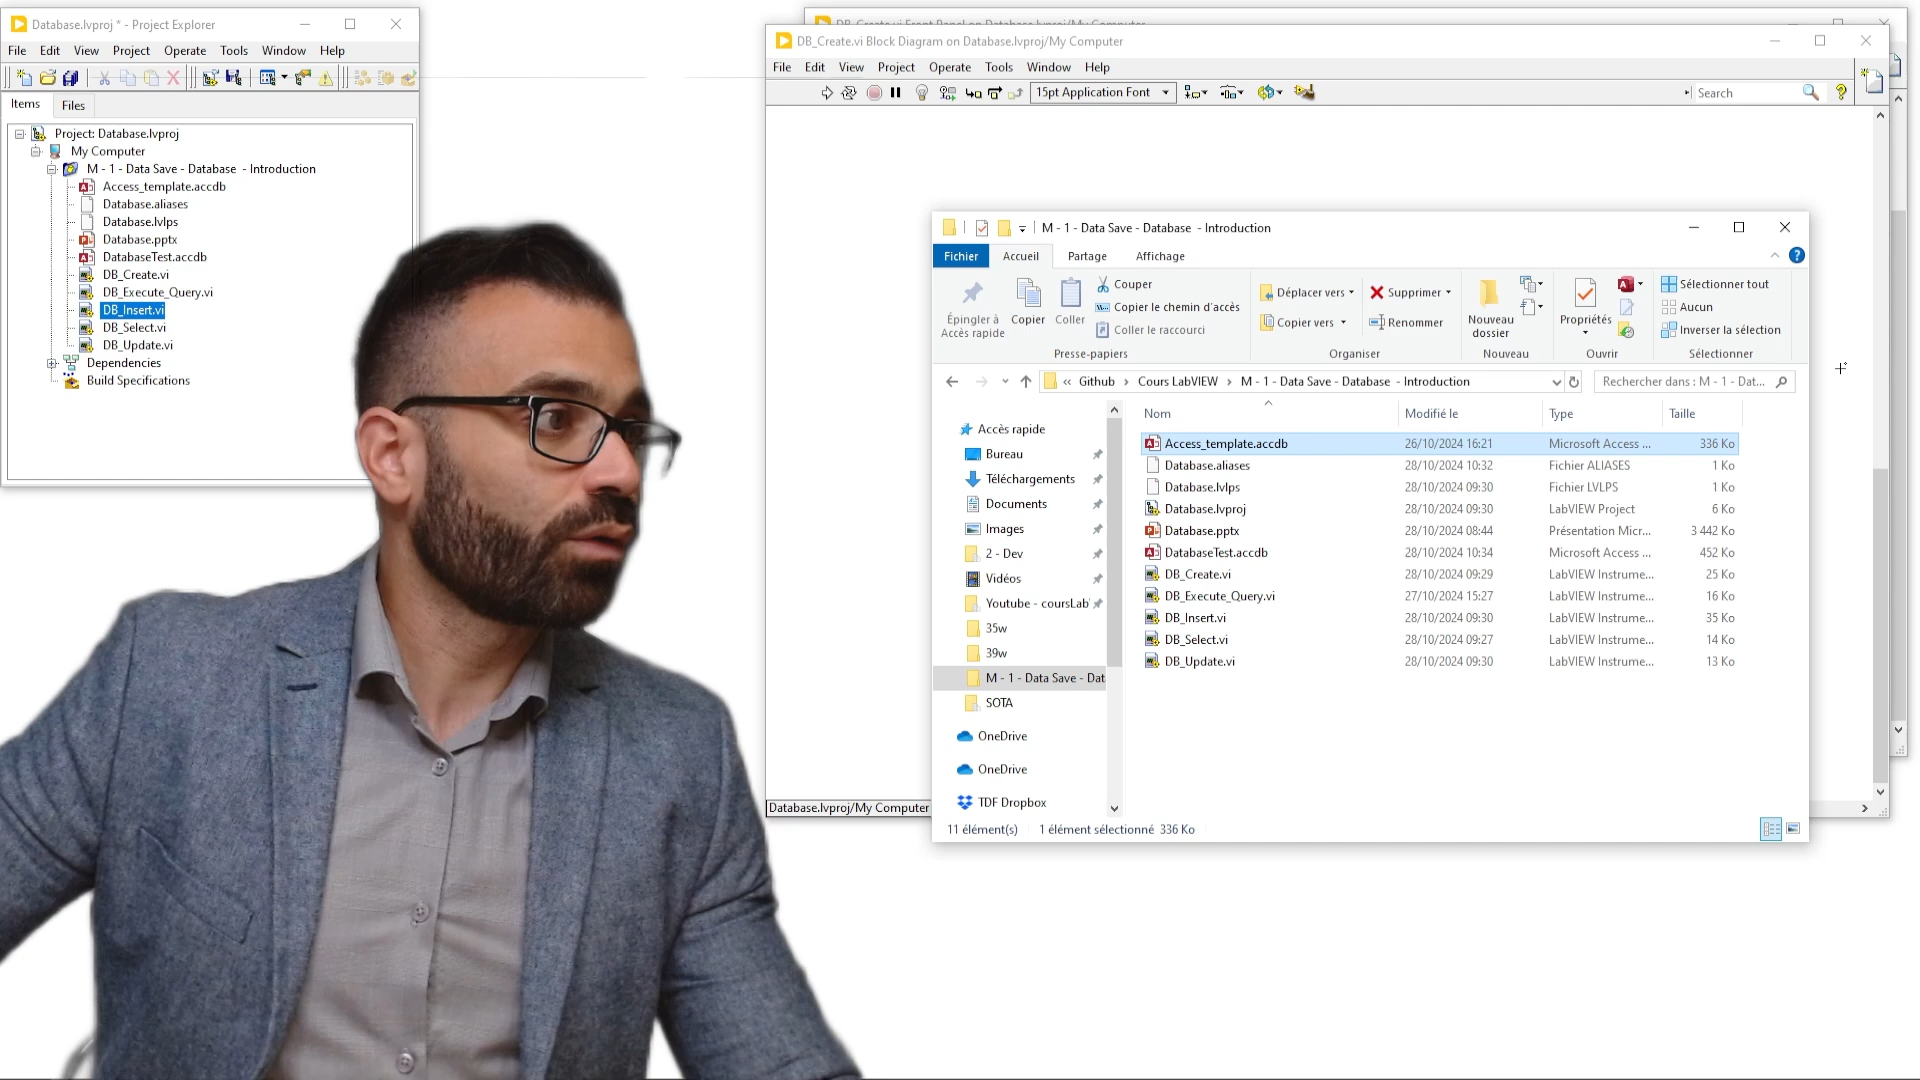 Database.lvproj * - Project Explorer
File Edit View Project Operate Tools Window Help
Items Files
Project: Database.lvproj
My Computer
M - 1 - Data Save - Database - Introduction
Access_template.accdb
Database.aliases
Database.lvlps
Database.pptx
DatabaseTest.accdb
DB_Create.vi
DB_Execute_Query.vi
DB_Insert.vi
DB_Select.vi
DB_Update.vi
Dependencies
Build Specifications
DB_Create.vi Front Panel on Database.lvproj/My Computer
DB_Create.vi Block Diagram on Database.lvproj/My Computer
File Edit View Project Operate Tools Window Help
15pt Application Font Search
Database.lvproj/My Computer
M - 1 - Data Save - Database - Introduction
Fichier Accueil Partage Affichage
Épingler à Accès rapide
Copier
Coller
Couper
Copier le chemin d'accès
Coller le raccourci
Presse-papiers
Déplacer vers
Copier vers
Supprimer
Renommer
Organiser
Nouveau dossier
Nouveau
Propriétés
Ouvrir
Sélectionner tout
Aucun
Inverser la sélection
Sélectionner
« Github › Cours LabVIEW › M - 1 - Data Save - Database - Introduction
Rechercher dans : M - 1 - Dat...
Accès rapide
Bureau
Téléchargements
Documents
Images
2 - Dev
Vidéos
Youtube - coursLab
35w
39w
M - 1 - Data Save - Dat
SOTA
OneDrive
OneDrive
TDF Dropbox
Nom Modifié le Type Taille
Access_template.accdb 26/10/2024 16:21 Microsoft Access ... 336 Ko
Database.aliases 28/10/2024 10:32 Fichier ALIASES 1 Ko
Database.lvlps 28/10/2024 09:30 Fichier LVLPS 1 Ko
Database.lvproj 28/10/2024 09:30 LabVIEW Project 6 Ko
Database.pptx 28/10/2024 08:44 Présentation Micr... 3 442 Ko
DatabaseTest.accdb 28/10/2024 10:34 Microsoft Access ... 452 Ko
DB_Create.vi 28/10/2024 09:29 LabVIEW Instrume... 25 Ko
DB_Execute_Query.vi 27/10/2024 15:27 LabVIEW Instrume... 16 Ko
DB_Insert.vi 28/10/2024 09:30 LabVIEW Instrume... 35 Ko
DB_Select.vi 28/10/2024 09:27 LabVIEW Instrume... 14 Ko
DB_Update.vi 28/10/2024 09:30 LabVIEW Instrume... 13 Ko
11 élément(s) 1 élément sélectionné 336 Ko